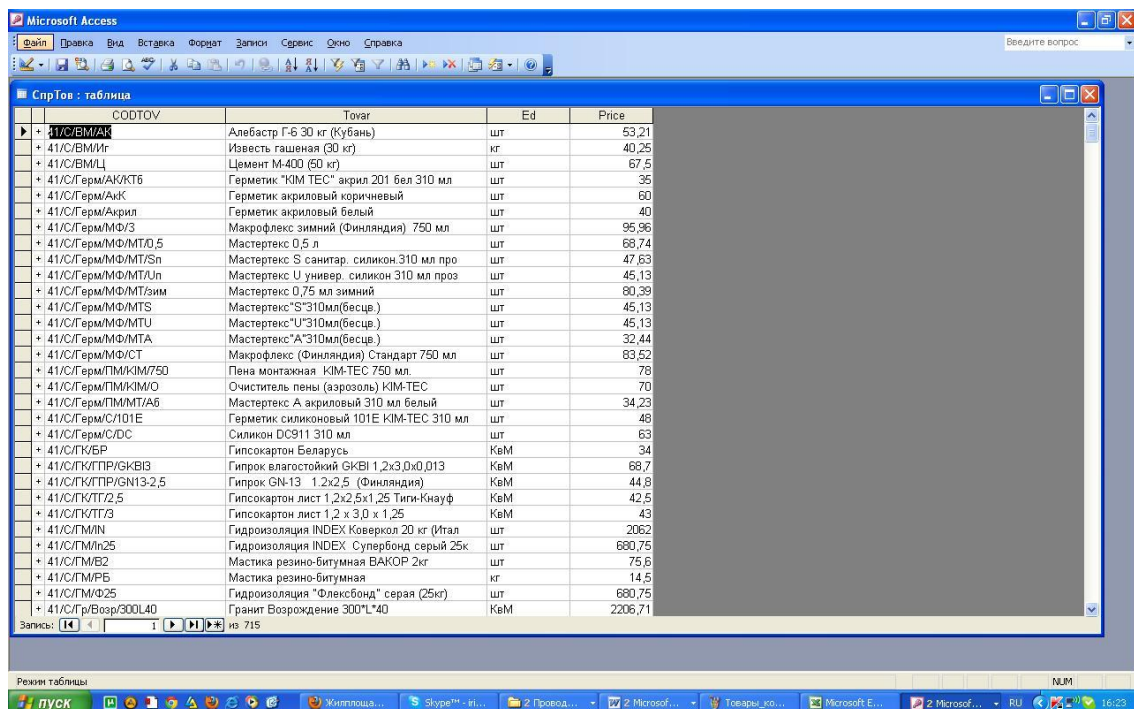 Microsoft Access
Файл Правка Вид Вставка Формат Записи Сервис Окно Справка Введите вопрос
СпрТов : таблица
CODTOV Tovar Ed Price
+ 41/С/ВМ/АК Алебастр Г-6 30 кг (Кубань) шт 53,21
+ 41/С/ВМ/Иг Известь гашеная (30 кг) кг 40,25
+ 41/С/ВМ/Ц Цемент М-400 (50 кг) шт 67,5
+ 41/С/Герм/АК/КТб Герметик "KIM TEC" акрил 201 бел 310 мл шт 35
+ 41/С/Герм/АкК Герметик акриловый коричневый шт 60
+ 41/С/Герм/Акрил Герметик акриловый белый шт 40
+ 41/С/Герм/МФ/З Макрофлекс зимний (Финляндия) 750 мл шт 95,96
+ 41/С/Герм/МФ/МТ/0,5 Мастертекс 0,5 л шт 68,74
+ 41/С/Герм/МФ/МТ/Sп Мастертекс S санитар. силикон.310 мл про шт 47,63
+ 41/С/Герм/МФ/МТ/Uп Мастертекс U универ. силикон 310 мл проз шт 45,13
+ 41/С/Герм/МФ/МТ/зим Мастертекс 0,75 мл зимний шт 80,39
+ 41/С/Герм/МФ/МТS Мастертекс"S"310мл(бесцв.) шт 45,13
+ 41/С/Герм/МФ/МТU Мастертекс"U"310мл(бесцв.) шт 45,13
+ 41/С/Герм/МФ/МТА Мастертекс"А"310мл(бесцв.) шт 32,44
+ 41/С/Герм/МФ/СТ Макрофлекс (Финляндия) Стандарт 750 мл шт 83,52
+ 41/С/Герм/ПМ/KIM/750 Пена монтажная KIM-TEC 750 мл. шт 78
+ 41/С/Герм/ПМ/KIM/О Очиститель пены (аэрозоль) KIM-TEC шт 70
+ 41/С/Герм/ПМ/МТ/Аб Мастертекс А акриловый 310 мл белый шт 34,23
+ 41/С/Герм/С/101Е Герметик силиконовый 101Е KIM-TEC 310 мл шт 48
+ 41/С/Герм/С/DC Силикон DC911 310 мл шт 63
+ 41/С/ГК/БР Гипсокартон Беларусь КвМ 34
+ 41/С/ГК/ГПР/GKBI3 Гипрок влагостойкий GKBI 1,2х3,0х0,013 КвМ 68,7
+ 41/С/ГК/ГПР/GN13-2,5 Гипрок GN-13 1.2х2,5 (Финляндия) КвМ 44,8
+ 41/С/ГК/ТГ/2,5 Гипсокартон лист 1,2х2,5х1,25 Тиги-Кнауф КвМ 42,5
+ 41/С/ГК/ТГ/3 Гипсокартон лист 1,2 х 3,0 х 1,25 КвМ 43
+ 41/С/ГМ/IN Гидроизоляция INDEX Коверкол 20 кг (Итал шт 2062
+ 41/С/ГМ/In25 Гидроизоляция INDEX Супербонд серый 25к шт 680,75
+ 41/С/ГМ/В2 Мастика резино-битумная ВАКОР 2кг шт 75,6
+ 41/С/ГМ/РБ Мастика резино-битумная кг 14,5
+ 41/С/ГМ/Ф25 Гидроизоляция "Флексбонд" серая (25кг) шт 680,75
+ 41/С/Гр/Возр/300L40 Гранит Возрождение 300*L*40 КвМ 2206,71
Запись: 1 из 715
Режим таблицы NUM
пуск Жилплоща... Skype™ - iri... 2 Провод... 2 Microsof... Товары_ко... Microsoft E... 2 Microsof... RU 16:23